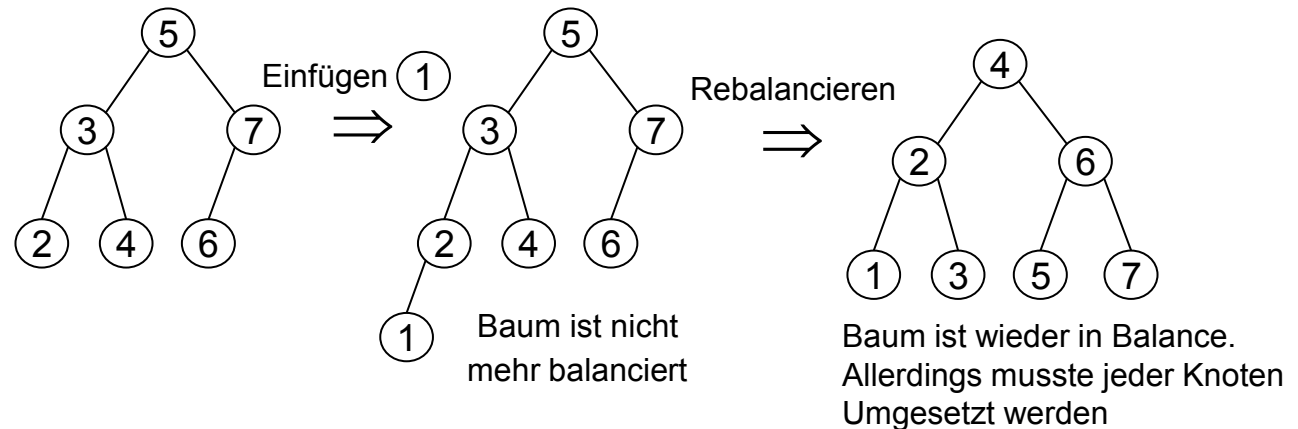 5
3 7
2 4 6
Einfügen 1
⇒
5
3 7
2 4 6
1
Baum ist nicht
mehr balanciert
Rebalancieren
⇒
4
2 6
1 3 5 7
Baum ist wieder in Balance.
Allerdings musste jeder Knoten
Umgesetzt werden